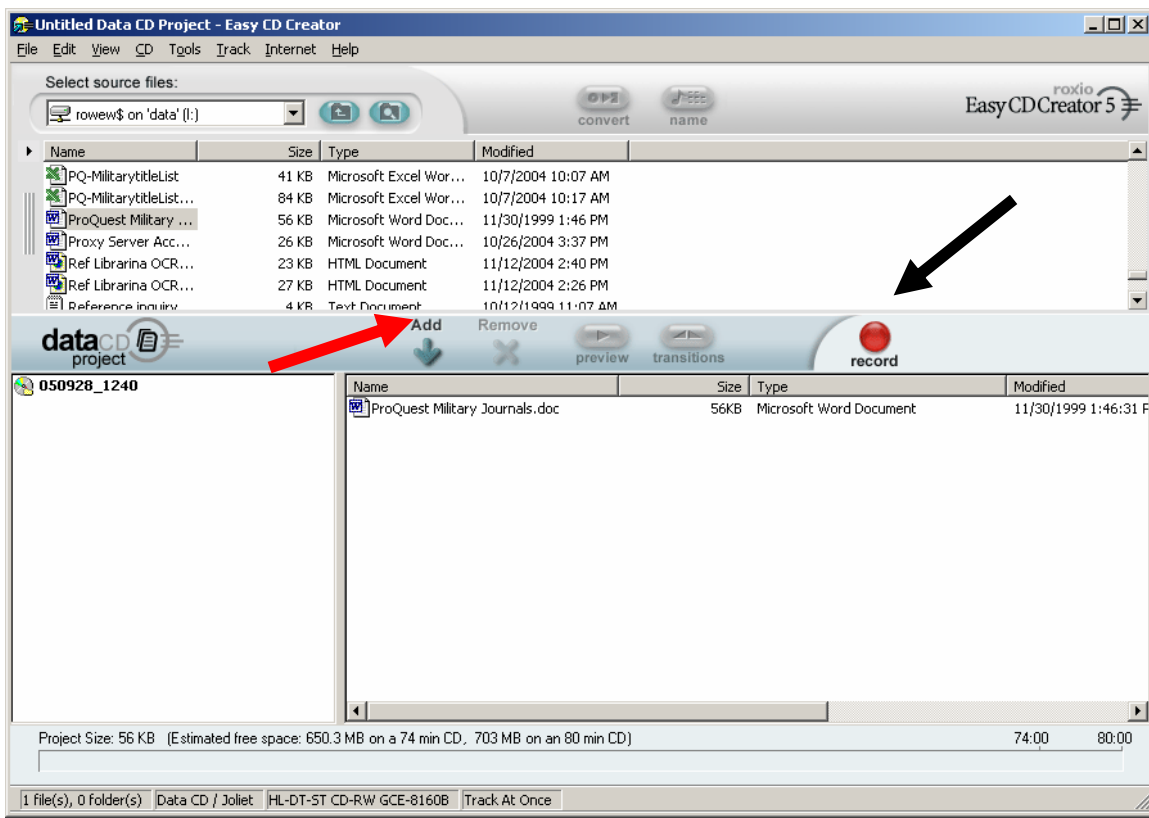 Untitled Data CD Project - Easy CD Creator
File Edit View CD Tools Track Internet Help
Select source files:
rowew$ on 'data' (I:)
convert name
roxio
Easy CD Creator 5
Name Size Type Modified
PQ-MilitarytitleList 41 KB Microsoft Excel Wor... 10/7/2004 10:07 AM
PQ-MilitarytitleList... 84 KB Microsoft Excel Wor... 10/7/2004 10:17 AM
ProQuest Military ... 56 KB Microsoft Word Doc... 11/30/1999 1:46 PM
Proxy Server Acc... 26 KB Microsoft Word Doc... 10/26/2004 3:37 PM
Ref Librarina OCR... 23 KB HTML Document 11/12/2004 2:40 PM
Ref Librarina OCR... 27 KB HTML Document 11/12/2004 2:26 PM
Reference inquiry 4 KB Text Document 10/12/1999 11:07 AM
dataCD project
Add Remove preview transitions record
050928_1240
Name Size Type Modified
ProQuest Military Journals.doc 56KB Microsoft Word Document 11/30/1999 1:46:31 P
Project Size: 56 KB (Estimated free space: 650.3 MB on a 74 min CD, 703 MB on an 80 min CD) 74:00 80:00
1 file(s), 0 folder(s) Data CD / Joliet HL-DT-ST CD-RW GCE-8160B Track At Once